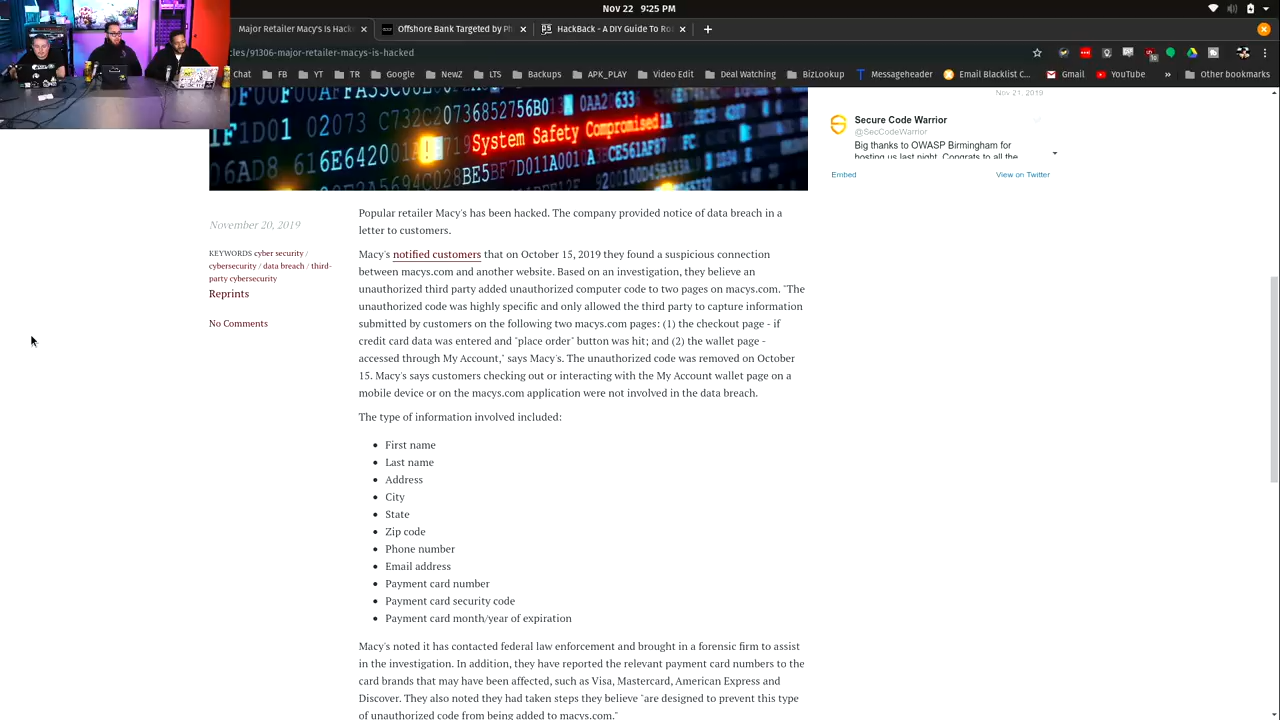 Nov 22 9:25 PM
Major Retailer Macy's Is Hack
Offshore Bank Targeted by P
HackBack - A DIY Guide To Ro
cles/91306-major-retailer-macys-is-hacked
Chat
FB
YT
TR
Google
NewZ
LTS
Backups
APK_PLAY
Video Edit
Deal Watching
BizLookup
Messageheader
Email Blacklist C...
Gmail
YouTube
Other bookmarks
System Safety Compromised
Nov 21, 2019
Secure Code Warrior
@SecCodeWarrior
Big thanks to OWASP Birmingham for
hosting us last night. Congrats to all the
Embed
View on Twitter
November 20, 2019
KEYWORDS cyber security /
cybersecurity / data breach / third-
party cybersecurity
Reprints
No Comments
Popular retailer Macy's has been hacked. The company provided notice of data breach in a
letter to customers.
Macy's notified customers that on October 15, 2019 they found a suspicious connection
between macys.com and another website. Based on an investigation, they believe an
unauthorized third party added unauthorized computer code to two pages on macys.com. "The
unauthorized code was highly specific and only allowed the third party to capture information
submitted by customers on the following two macys.com pages: (1) the checkout page - if
credit card data was entered and "place order" button was hit; and (2) the wallet page -
accessed through My Account," says Macy's. The unauthorized code was removed on October
15. Macy's says customers checking out or interacting with the My Account wallet page on a
mobile device or on the macys.com application were not involved in the data breach.
The type of information involved included:
First name
Last name
Address
City
State
Zip code
Phone number
Email address
Payment card number
Payment card security code
Payment card month/year of expiration
Macy's noted it has contacted federal law enforcement and brought in a forensic firm to assist
in the investigation. In addition, they have reported the relevant payment card numbers to the
card brands that may have been affected, such as Visa, Mastercard, American Express and
Discover. They also noted they had taken steps they believe "are designed to prevent this type
of unauthorized code from being added to macys.com."